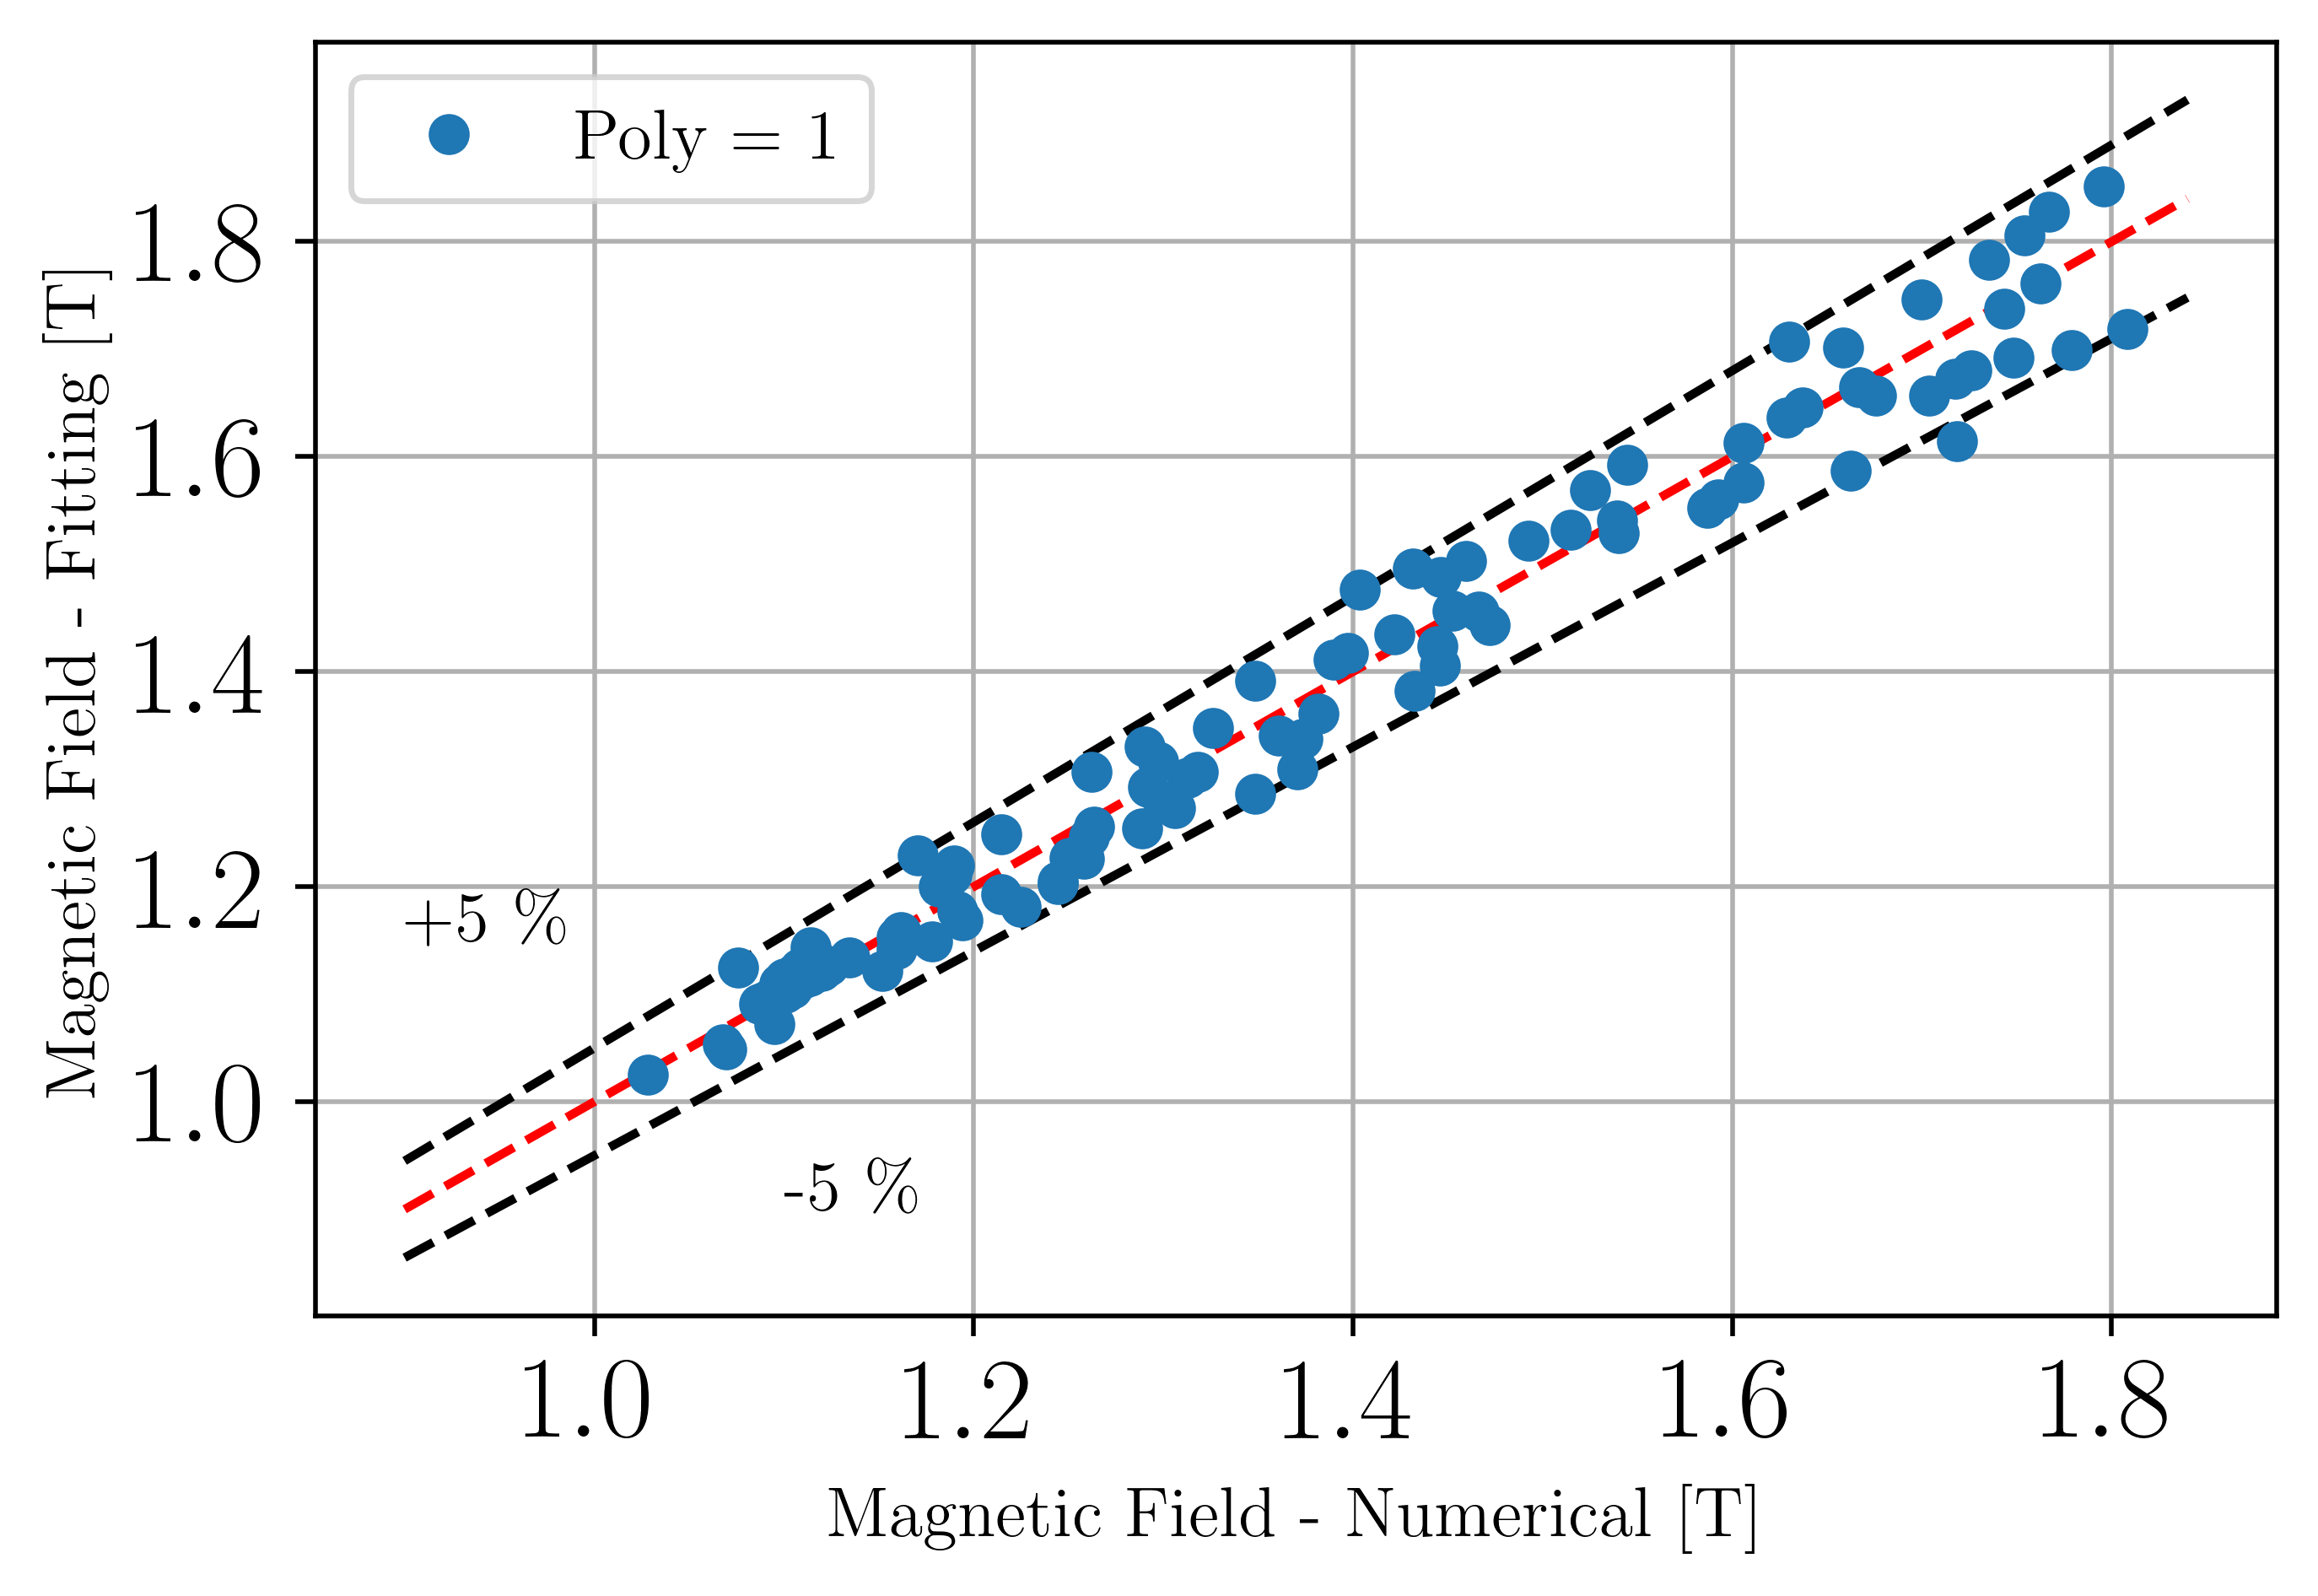 Poly = 1
Magnetic Field - Fitting [T]
1.8
1.6
1.4
1.2
1.0
+5 %
-5 %
1.0 1.2 1.4 1.6 1.8
Magnetic Field - Numerical [T]